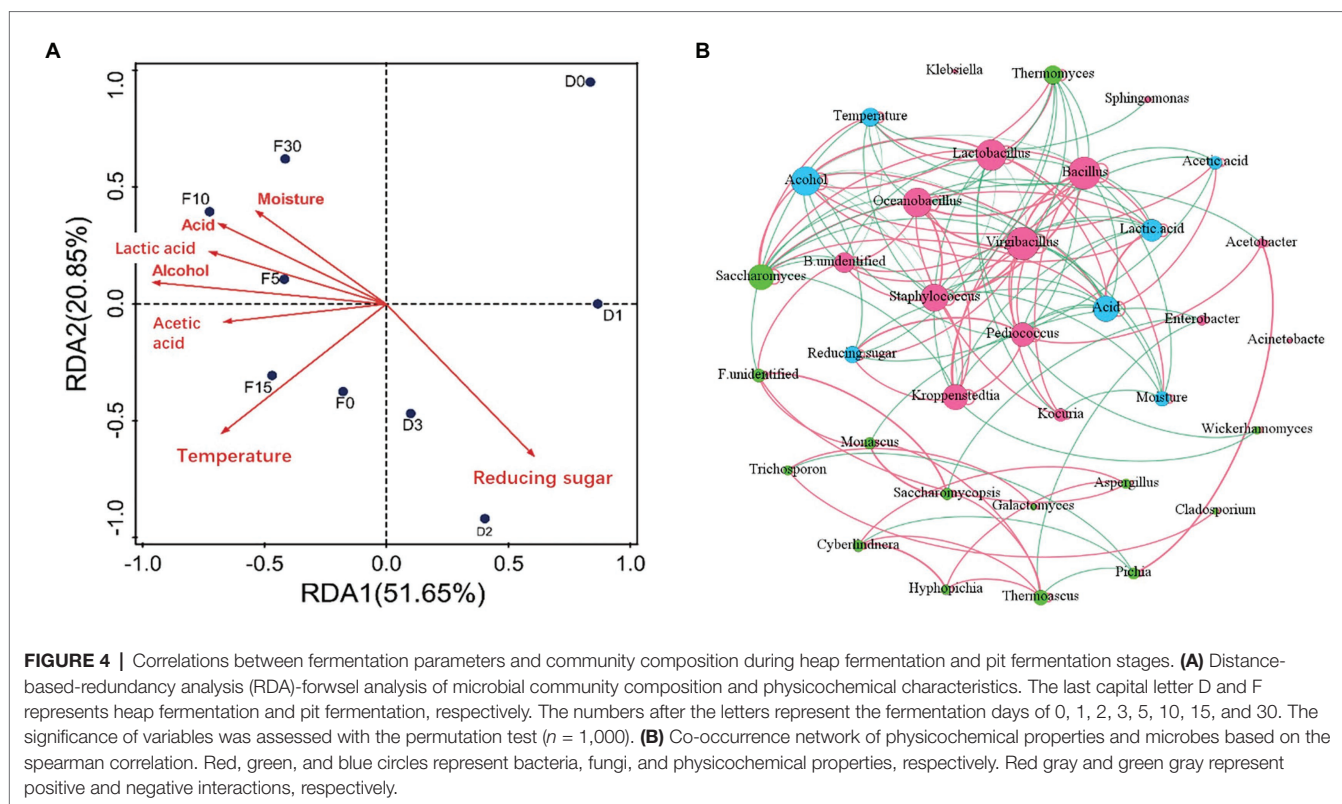 A
B
RDA2(20.85%)
1.0
0.5
0.0
-0.5
-1.0
D0
F30
Moisture
F10
Acid
Lactic acid
Alcohol
F5
D1
Acetic
acid
F15
F0
D3
Temperature
Reducing sugar
D2
-1.0
-0.5
0.0
0.5
1.0
RDA1(51.65%)
Klebsiella
Thermomyces
Sphingomonas
Temperature
Lactobacillus
Acohol
Bacillus
Acetic acid
Oceanobacillus
Lactic acid
Virgibacillus
Acetobacter
B.unidentified
Saccharomyces
Staphylococcus
Acid
Enterobacter
Pediococcus
Acinetobacte
Reducing sugar
F.unidentified
Kroppenstedtia
Moisture
Kocuria
Wickerhamomyces
Monascus
Trichosporon
Aspergillus
Saccharomycopsis
Galactomyces
Cladosporium
Cyberlindnera
Pichia
Hyphopichia
Thermoascus
FIGURE 4 | Correlations between fermentation parameters and community composition during heap fermentation and pit fermentation stages. (A) Distance-
based-redundancy analysis (RDA)-forwsel analysis of microbial community composition and physicochemical characteristics. The last capital letter D and F
represents heap fermentation and pit fermentation, respectively. The numbers after the letters represent the fermentation days of 0, 1, 2, 3, 5, 10, 15, and 30. The
significance of variables was assessed with the permutation test (n = 1,000). (B) Co-occurrence network of physicochemical properties and microbes based on the
spearman correlation. Red, green, and blue circles represent bacteria, fungi, and physicochemical properties, respectively. Red gray and green gray represent
positive and negative interactions, respectively.